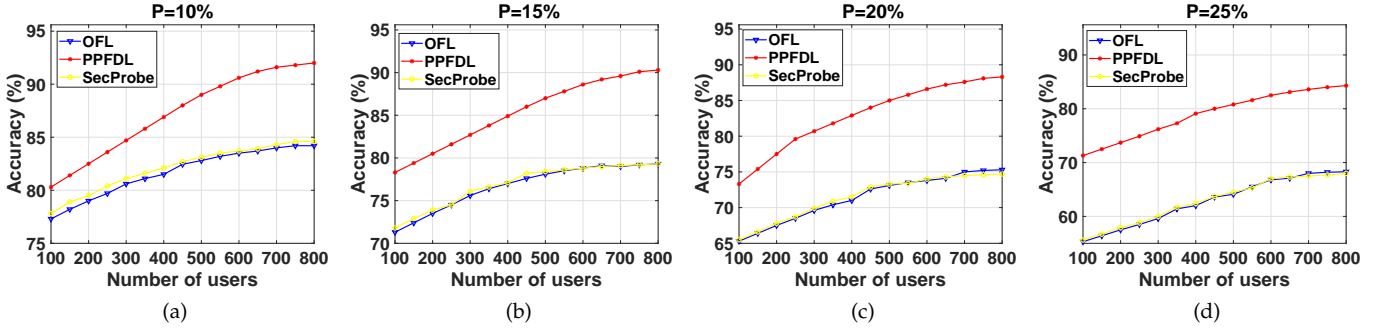 P=10%
95
90
85
80
75
Accuracy (%)
OFL
PPFDL
SecProbe
100 200 300 400 500 600 700 800
Number of users
(a)
P=15%
95
90
85
80
75
70
Accuracy (%)
OFL
PPFDL
SecProbe
100 200 300 400 500 600 700 800
Number of users
(b)
P=20%
95
90
85
80
75
70
65
Accuracy (%)
OFL
PPFDL
SecProbe
100 200 300 400 500 600 700 800
Number of users
(c)
P=25%
90
80
70
60
Accuracy (%)
OFL
PPFDL
SecProbe
100 200 300 400 500 600 700 800
Number of users
(d)